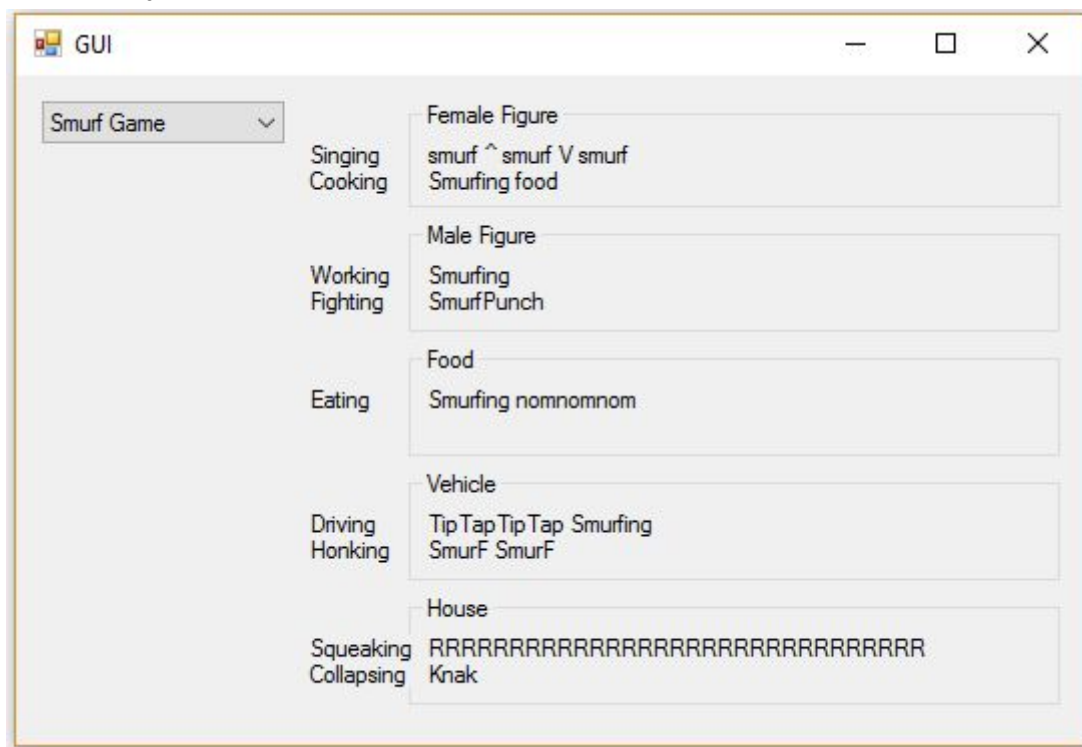 GUI
Smurf Game
Female Figure
Singing smurf ^ smurf V smurf
Cooking Smurfing food
Male Figure
Working Smurfing
Fighting SmurfPunch
Food
Eating Smurfing nomnomnom
Vehicle
Driving TipTapTipTap Smurfing
Honking SmurF SmurF
House
Squeaking RRRRRRRRRRRRRRRRRRRRRRRRRRRRRRR
Collapsing Knak